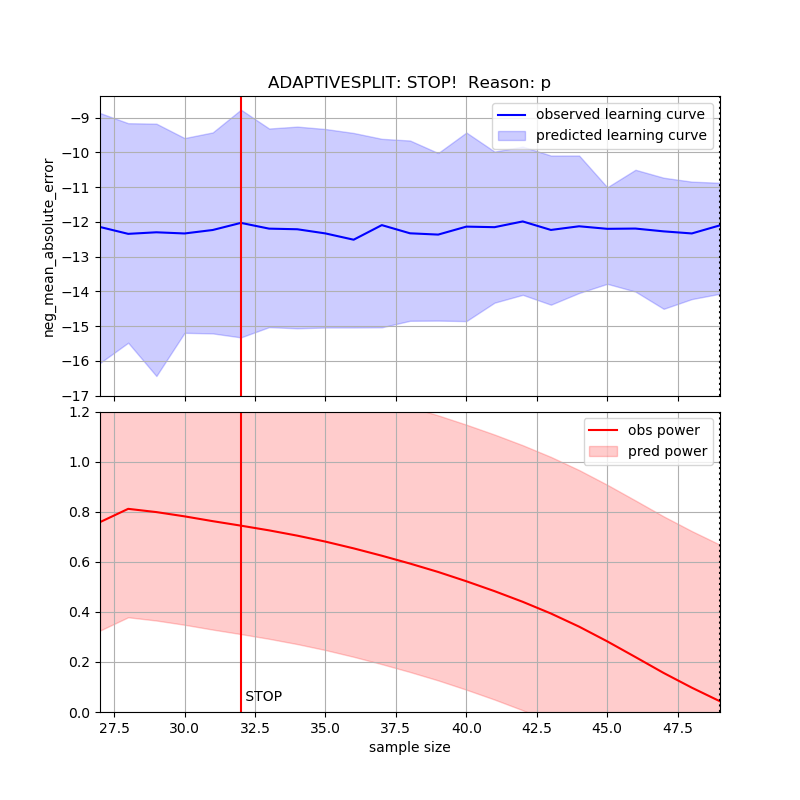 ADAPTIVESPLIT: STOP!  Reason: p
−9
−10
−11
−12
−13
−14
−15
−16
−17
neg_mean_absolute_error
observed learning curve
predicted learning curve
1.2
1.0
0.8
0.6
0.4
0.2
0.0
obs power
pred power
STOP
27.5 30.0 32.5 35.0 37.5 40.0 42.5 45.0 47.5
sample size